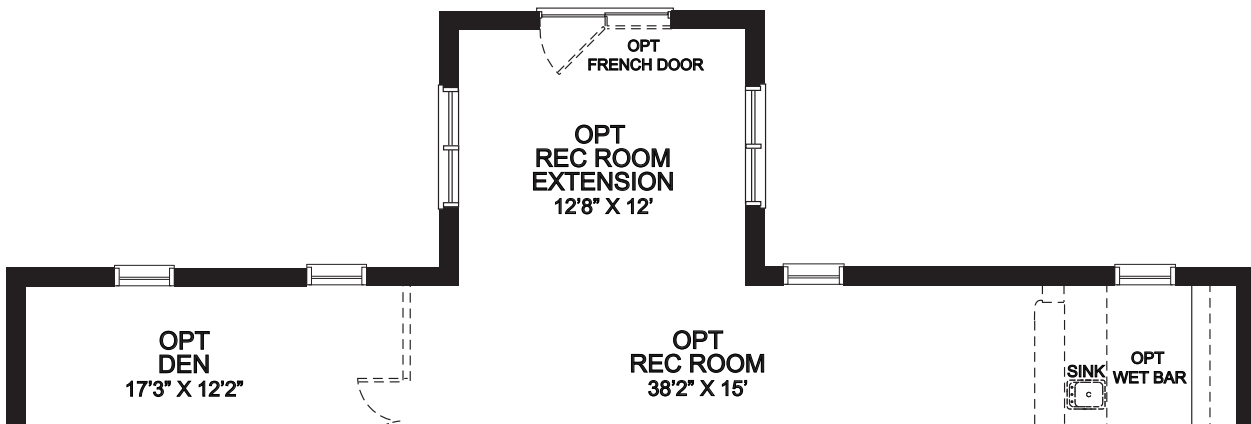 OPT
FRENCH DOOR
OPT
REC ROOM
EXTENSION
12'8" X 12'
OPT
DEN
17'3" X 12'2"
OPT
REC ROOM
38'2" X 15'
SINK
C
OPT
WET BAR